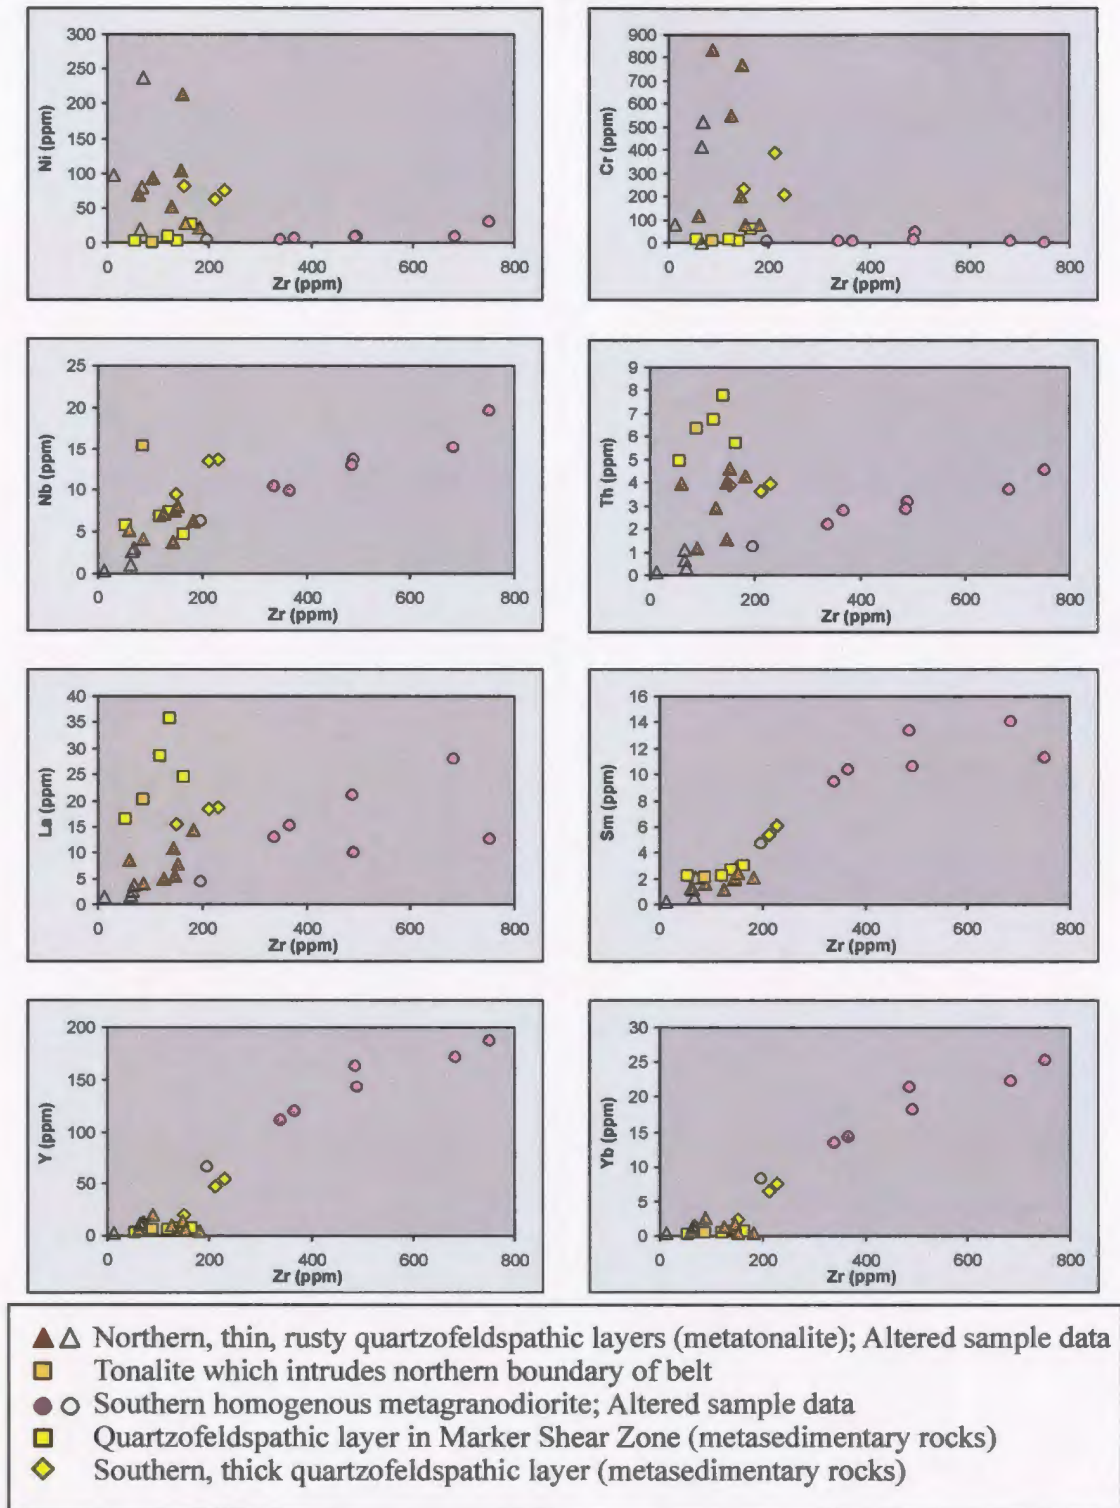 300
250
200
150
100
50
0
Ni (ppm)
0 200 400 600 800
Zr (ppm)
900
800
700
600
500
400
300
200
100
0
Cr (ppm)
0 200 400 600 800
Zr (ppm)
25
20
15
10
5
0
Nb (ppm)
0 200 400 600 800
Zr (ppm)
9
8
7
6
5
4
3
2
1
0
Th (ppm)
0 200 400 600 800
Zr (ppm)
40
35
30
25
20
15
10
5
0
La (ppm)
0 200 400 600 800
Zr (ppm)
16
14
12
10
8
6
4
2
0
Sm (ppm)
0 200 400 600 800
Zr (ppm)
200
150
100
50
0
Y (ppm)
0 200 400 600 800
Zr (ppm)
30
25
20
15
10
5
0
Yb (ppm)
0 200 400 600 800
Zr (ppm)
Northern, thin, rusty quartzofeldspathic layers (metatonalite); Altered sample data
Tonalite which intrudes northern boundary of belt
Southern homogenous metagranodiorite; Altered sample data
Quartzofeldspathic layer in Marker Shear Zone (metasedimentary rocks)
Southern, thick quartzofeldspathic layer (metasedimentary rocks)